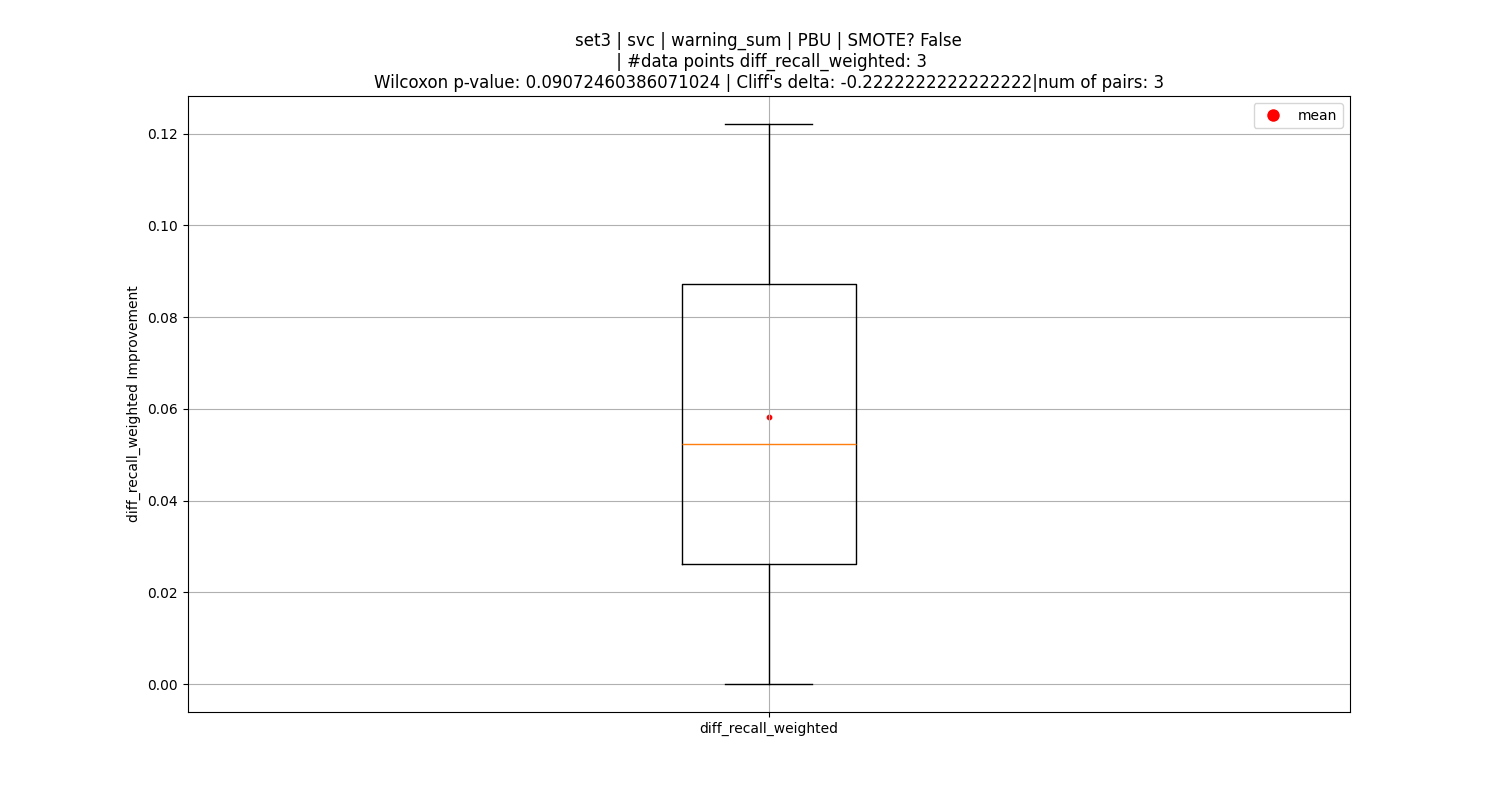 set3 | svc | warning_sum | PBU | SMOTE? False
| #data points diff_recall_weighted: 3
Wilcoxon p-value: 0.09072460386071024 | Cliff's delta: -0.2222222222222222|num of pairs: 3
mean
0.12
0.10
0.08
0.06
0.04
0.02
0.00
diff_recall_weighted Improvement
diff_recall_weighted